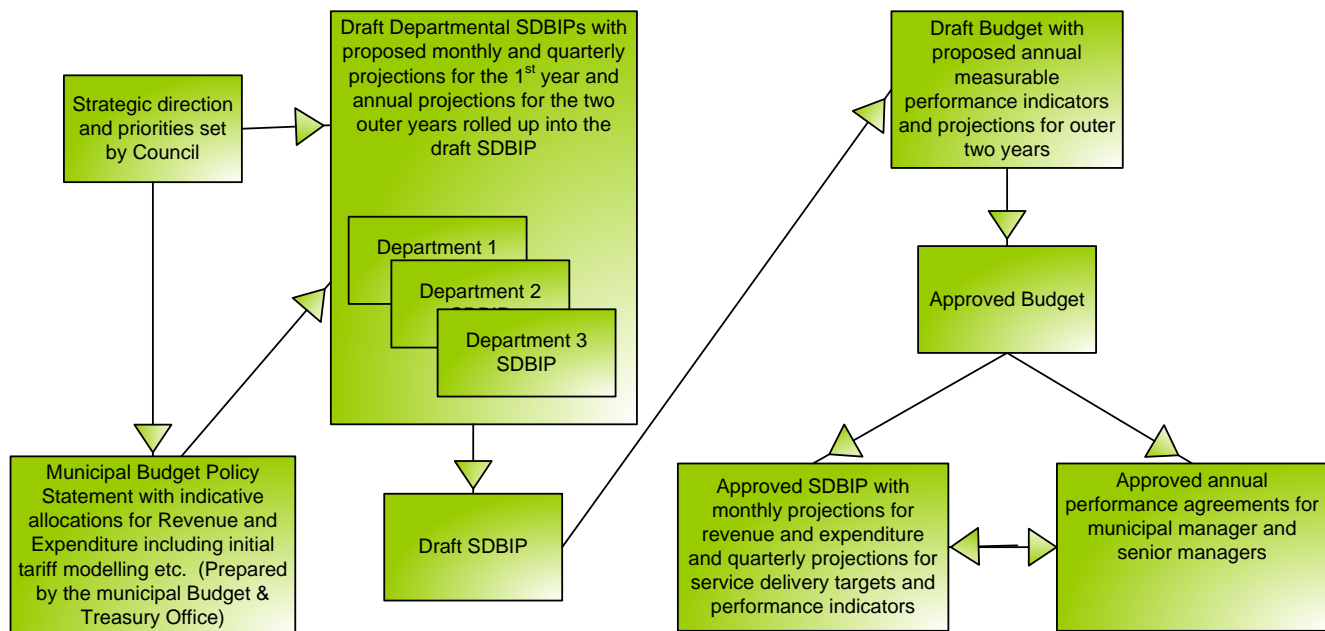 Strategic direction
and priorities set
by Council
Municipal Budget Policy
Statement with indicative
allocations for Revenue and
Expenditure including initial
tariff modelling etc.  (Prepared
by the municipal Budget &
Treasury Office)
Draft Departmental SDBIPs with
proposed monthly and quarterly
projections for the 1st year and
annual projections for the two
outer years rolled up into the
draft SDBIP
Department 1
Department 2
Department 3
SDBIP
Draft SDBIP
Draft Budget with
proposed annual
measurable
performance indicators
and projections for outer
two years
Approved Budget
Approved SDBIP with
monthly projections for
revenue and expenditure
and quarterly projections for
service delivery targets and
performance indicators
Approved annual
performance agreements for
municipal manager and
senior managers